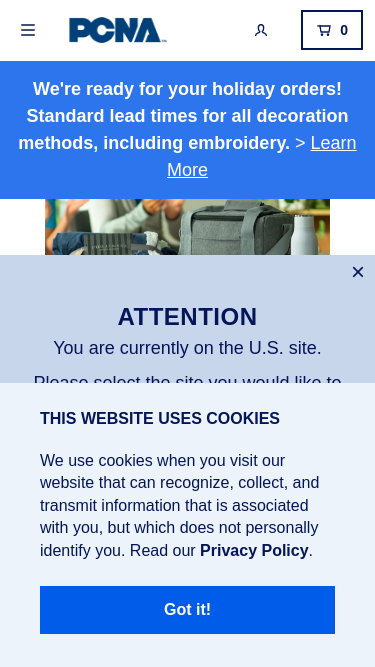 PCNA
0
We're ready for your holiday orders!
Standard lead times for all decoration
methods, including embroidery. > Learn
More
ATTENTION
You are currently on the U.S. site.
Please select the site you would like to
THIS WEBSITE USES COOKIES
We use cookies when you visit our
website that can recognize, collect, and
transmit information that is associated
with you, but which does not personally
identify you. Read our Privacy Policy.
Got it!